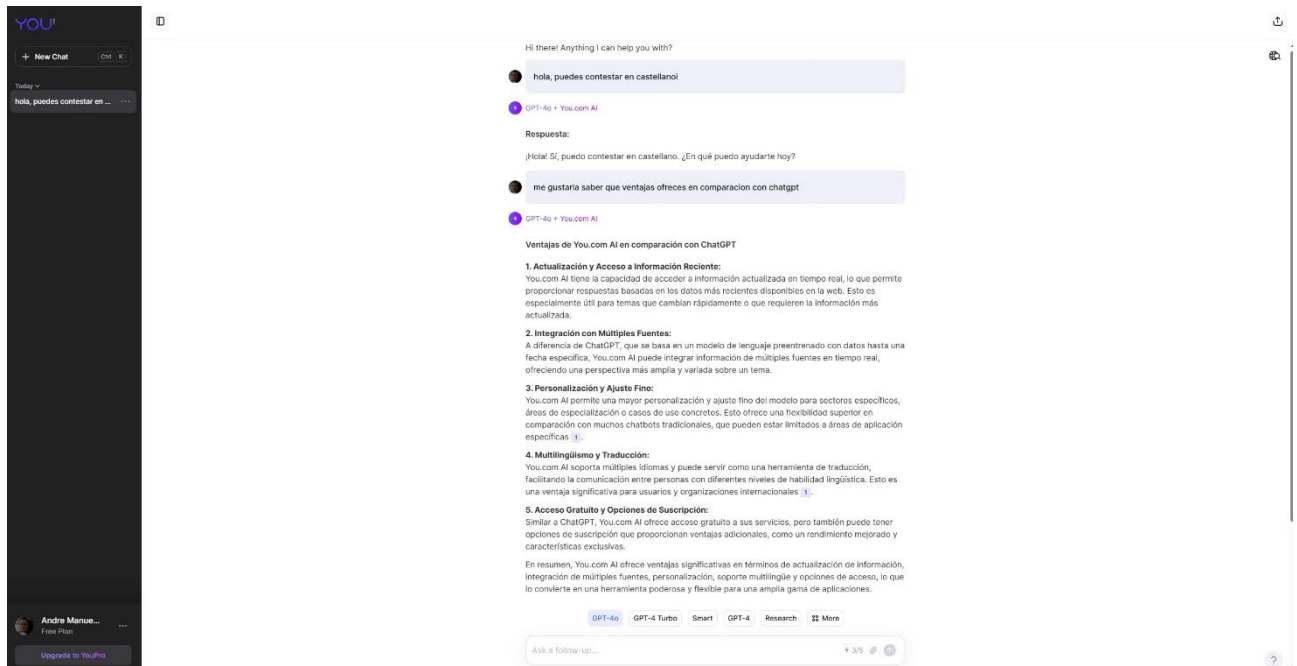 YOU
+ New Chat Ctrl K
Today
hola, puedes contestar en ... ...
Andre Manue... ...
Free Plan
Upgrade to YouPro
Hi there! Anything I can help you with?
hola, puedes contestar en castellanoi
GPT-4o + You.com AI
Respuesta:
¡Hola! Sí, puedo contestar en castellano. ¿En qué puedo ayudarte hoy?
me gustaria saber que ventajas ofreces en comparacion con chatgpt
GPT-4o + You.com AI
Ventajas de You.com AI en comparación con ChatGPT
1. Actualización y Acceso a Información Reciente:
You.com AI tiene la capacidad de acceder a información actualizada en tiempo real, lo que permite
proporcionar respuestas basadas en los datos más recientes disponibles en la web. Esto es
especialmente útil para temas que cambian rápidamente o que requieren la información más
actualizada.
2. Integración con Múltiples Fuentes:
A diferencia de ChatGPT, que se basa en un modelo de lenguaje preentrenado con datos hasta una
fecha específica, You.com AI puede integrar información de múltiples fuentes en tiempo real,
ofreciendo una perspectiva más amplia y variada sobre un tema.
3. Personalización y Ajuste Fino:
You.com AI permite una mayor personalización y ajuste fino del modelo para sectores específicos,
áreas de especialización o casos de uso concretos. Esto ofrece una flexibilidad superior en
comparación con muchos chatbots tradicionales, que pueden estar limitados a áreas de aplicación
específicas 1 .
4. Multilingüismo y Traducción:
You.com AI soporta múltiples idiomas y puede servir como una herramienta de traducción,
facilitando la comunicación entre personas con diferentes niveles de habilidad lingüística. Esto es
una ventaja significativa para usuarios y organizaciones internacionales 1 .
5. Acceso Gratuito y Opciones de Suscripción:
Similar a ChatGPT, You.com AI ofrece acceso gratuito a sus servicios, pero también puede tener
opciones de suscripción que proporcionan ventajas adicionales, como un rendimiento mejorado y
características exclusivas.
En resumen, You.com AI ofrece ventajas significativas en términos de actualización de información,
integración de múltiples fuentes, personalización, soporte multilingüe y opciones de acceso, lo que
lo convierte en una herramienta poderosa y flexible para una amplia gama de aplicaciones.
GPT-4o GPT-4 Turbo Smart GPT-4 Research More
Ask a follow-up... 3/5
?